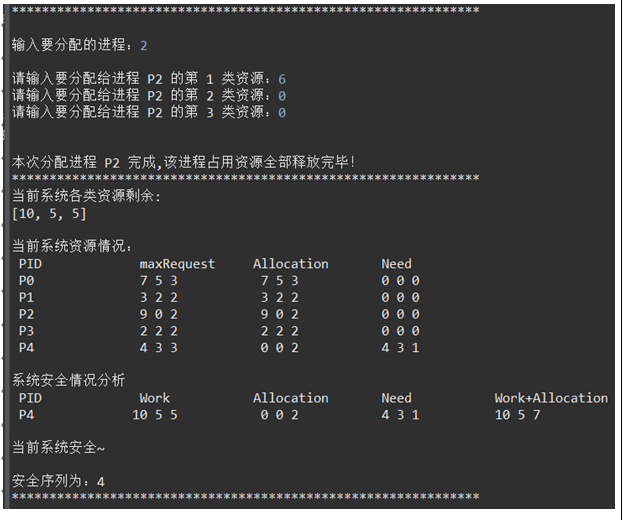 **************************************************************
输入要分配的进程：2
请输入要分配给进程 P2 的第 1 类资源：6
请输入要分配给进程 P2 的第 2 类资源：0
请输入要分配给进程 P2 的第 3 类资源：0
本次分配进程 P2 完成,该进程占用资源全部释放完毕!
**************************************************************
当前系统各类资源剩余:
[10, 5, 5]
当前系统资源情况:
PID maxRequest Allocation Need
P0 7 5 3 7 5 3 0 0 0
P1 3 2 2 3 2 2 0 0 0
P2 9 0 2 9 0 2 0 0 0
P3 2 2 2 2 2 2 0 0 0
P4 4 3 3 0 0 2 4 3 1
系统安全情况分析
PID Work Allocation Need Work+Allocation
P4 10 5 5 0 0 2 4 3 1 10 5 7
当前系统安全~
安全序列为：4
**************************************************************